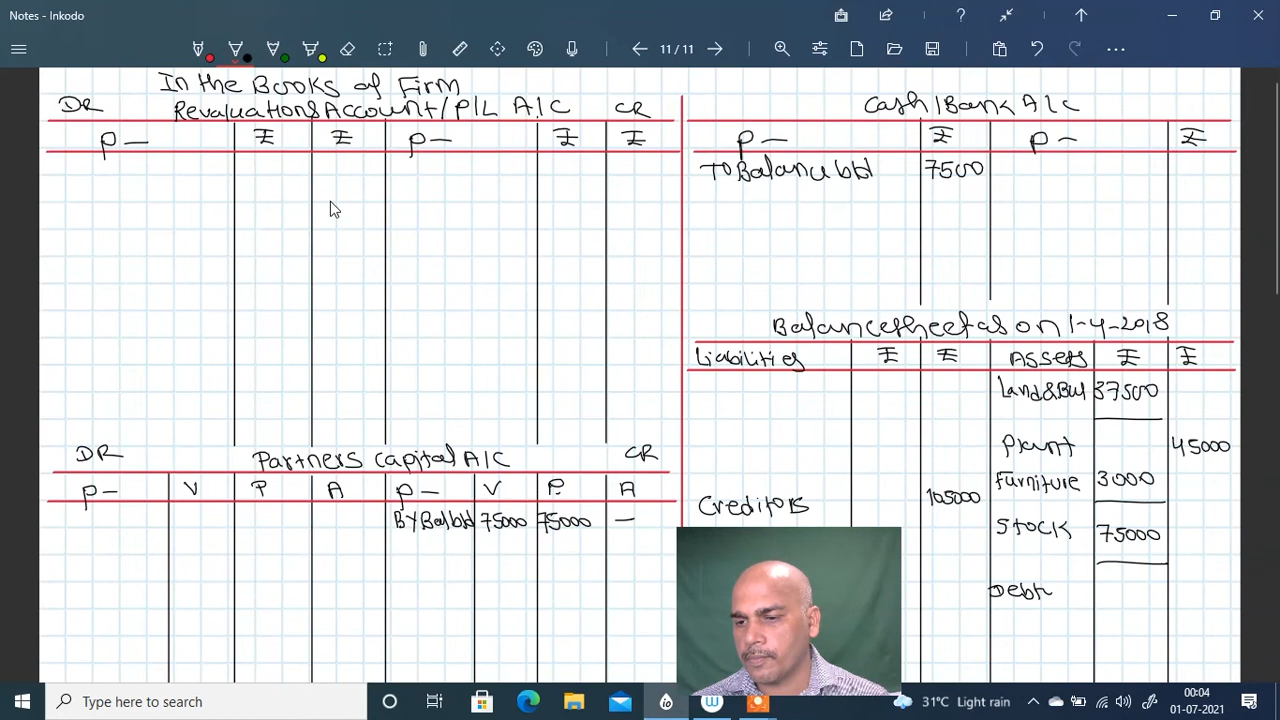 Notes - Inkodo
11/11
In the Books of Firm
DR Revaluations Account/P/L A/C CR
P— ₹ ₹ P— ₹ ₹
Cash/Bank A/C
P— ₹ P— ₹
To Balance b/d 7500
Balance sheet as on 1-4-2018
Liabilities ₹ ₹ Assets ₹ ₹
Land&Buil 37500
Plant 45000
Furniture 3000
Creditors 105000
Stock 75000
Debt
DR Partners Capital A/C CR
P— V P A P— V P. A
BY Bal b/d 75000 75000 —
Type here to search
31°C Light rain
00:04
01-07-2021